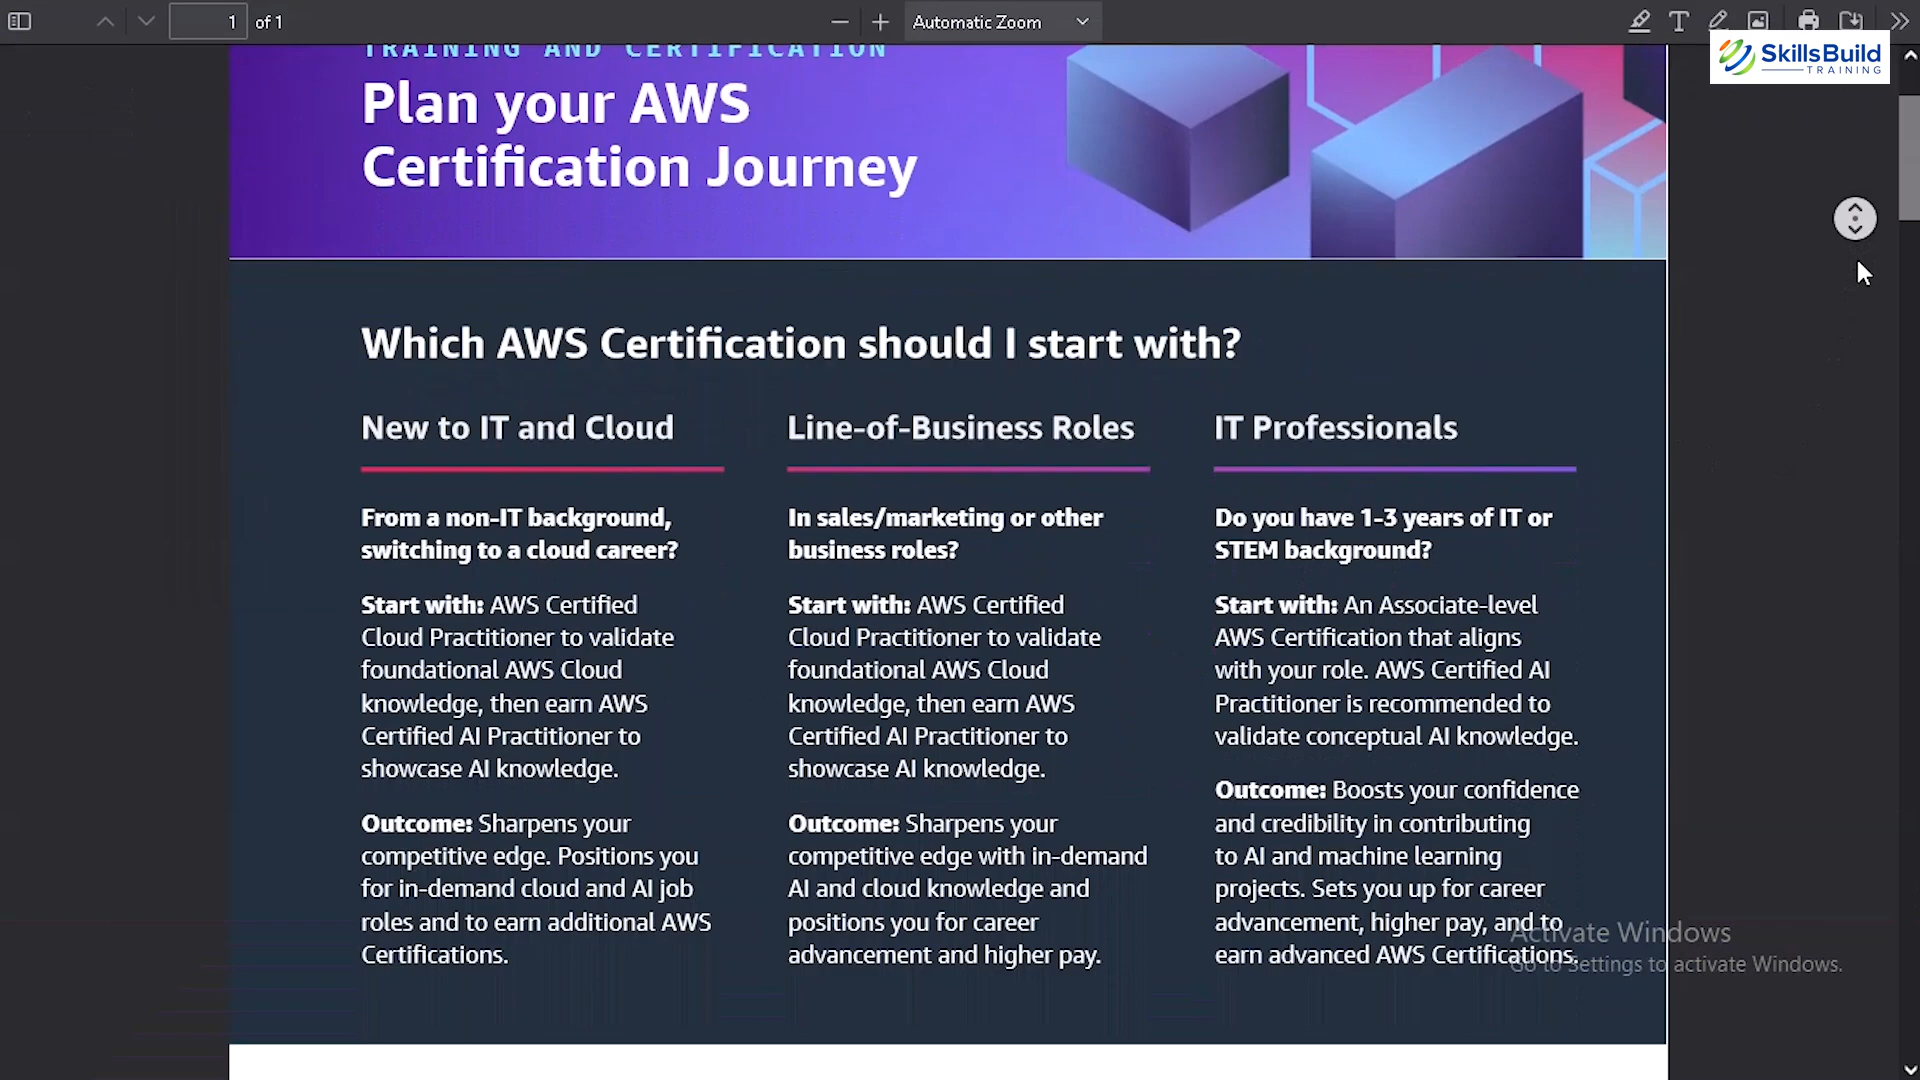 1 of 1
Automatic Zoom
SkillsBuild
TRAINING
TRAINING AND CERTIFICATION
Plan your AWS
Certification Journey
Which AWS Certification should I start with?
New to IT and Cloud
From a non-IT background,
switching to a cloud career?
Start with: AWS Certified
Cloud Practitioner to validate
foundational AWS Cloud
knowledge, then earn AWS
Certified AI Practitioner to
showcase AI knowledge.
Outcome: Sharpens your
competitive edge. Positions you
for in-demand cloud and AI job
roles and to earn additional AWS
Certifications.
Line-of-Business Roles
In sales/marketing or other
business roles?
Start with: AWS Certified
Cloud Practitioner to validate
foundational AWS Cloud
knowledge, then earn AWS
Certified AI Practitioner to
showcase AI knowledge.
Outcome: Sharpens your
competitive edge with in-demand
AI and cloud knowledge and
positions you for career
advancement and higher pay.
IT Professionals
Do you have 1-3 years of IT or
STEM background?
Start with: An Associate-level
AWS Certification that aligns
with your role. AWS Certified AI
Practitioner is recommended to
validate conceptual AI knowledge.
Outcome: Boosts your confidence
and credibility in contributing
to AI and machine learning
projects. Sets you up for career
advancement, higher pay, and to
earn advanced AWS Certifications.
Activate Windows
Go to Settings to activate Windows.